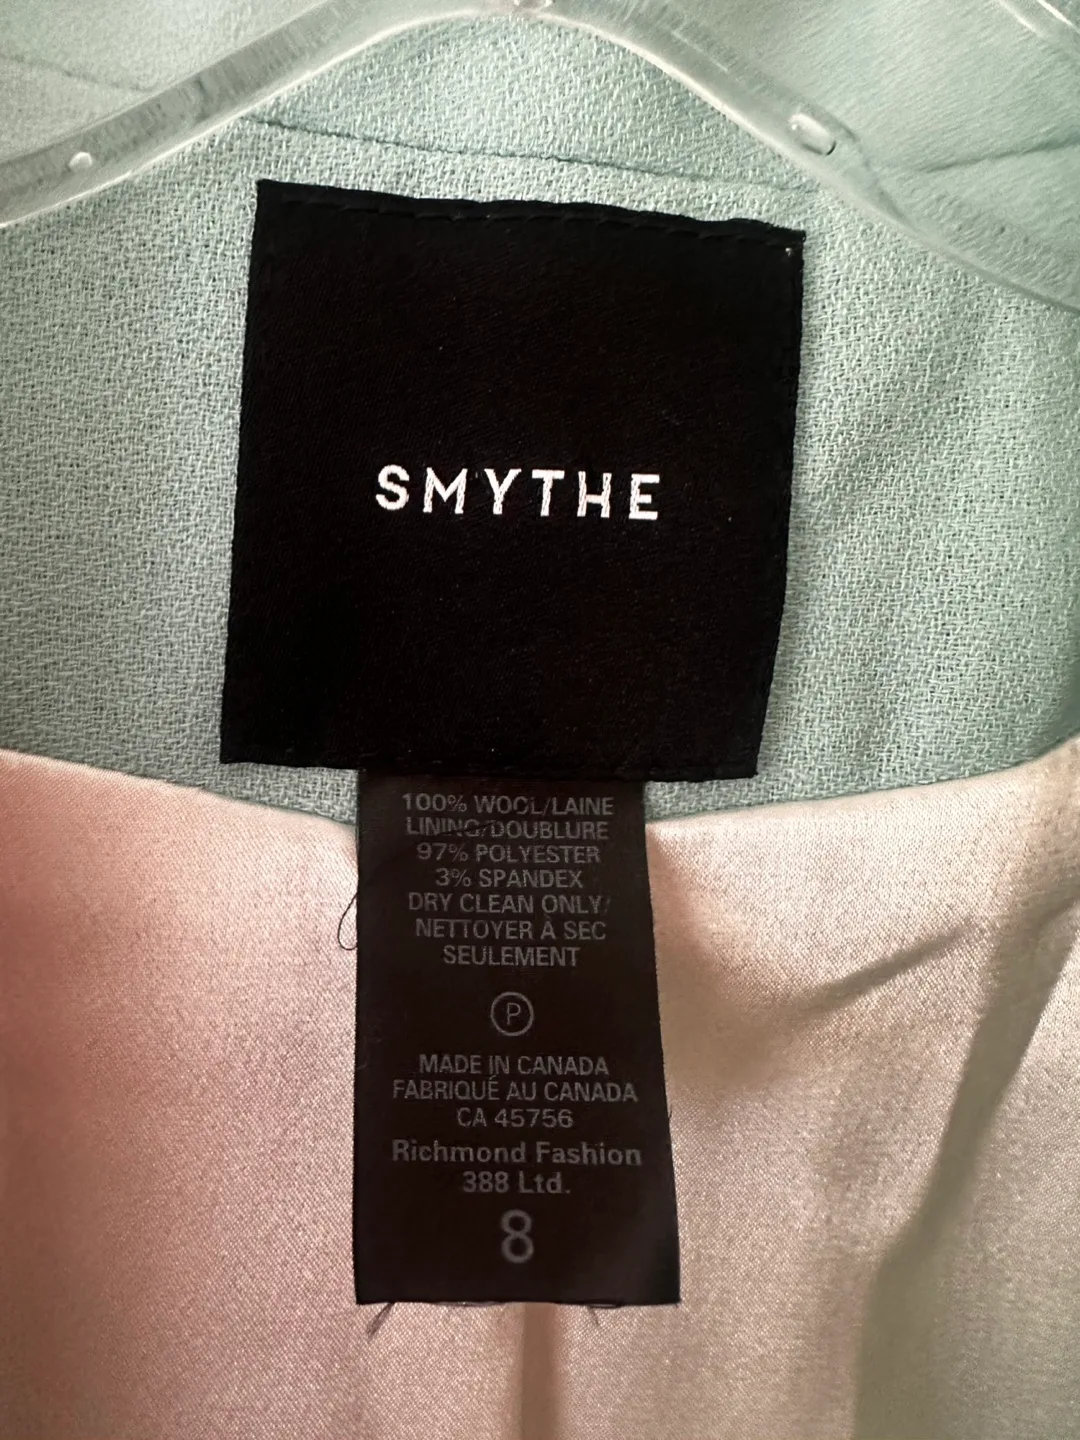 SMYTHE
100% WOOL/LAINE
LINING/DOUBLURE
97% POLYESTER
3% SPANDEX
DRY CLEAN ONLY/
NETTOYER À SEC
SEULEMENT
P
MADE IN CANADA
FABRIQUÉ AU CANADA
CA 45756
Richmond Fashion
388 Ltd.
8